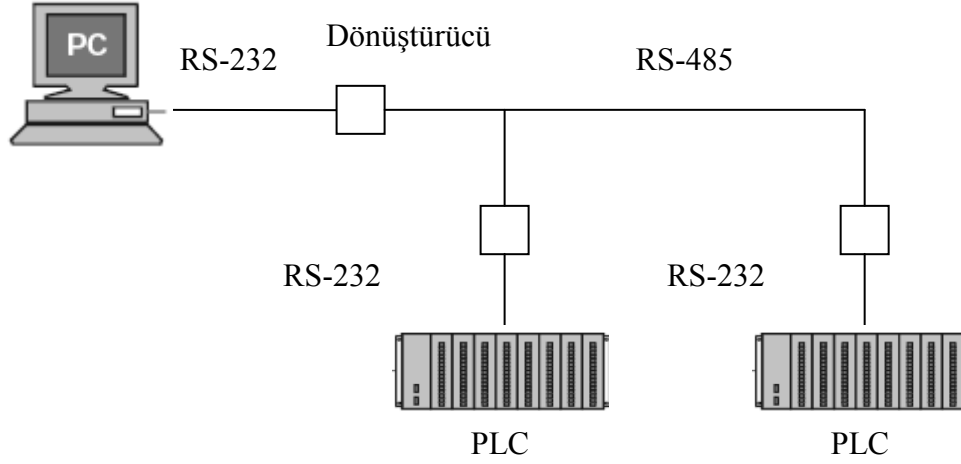 PC
RS-232
Dönüştürücü
RS-485
RS-232
RS-232
PLC
PLC